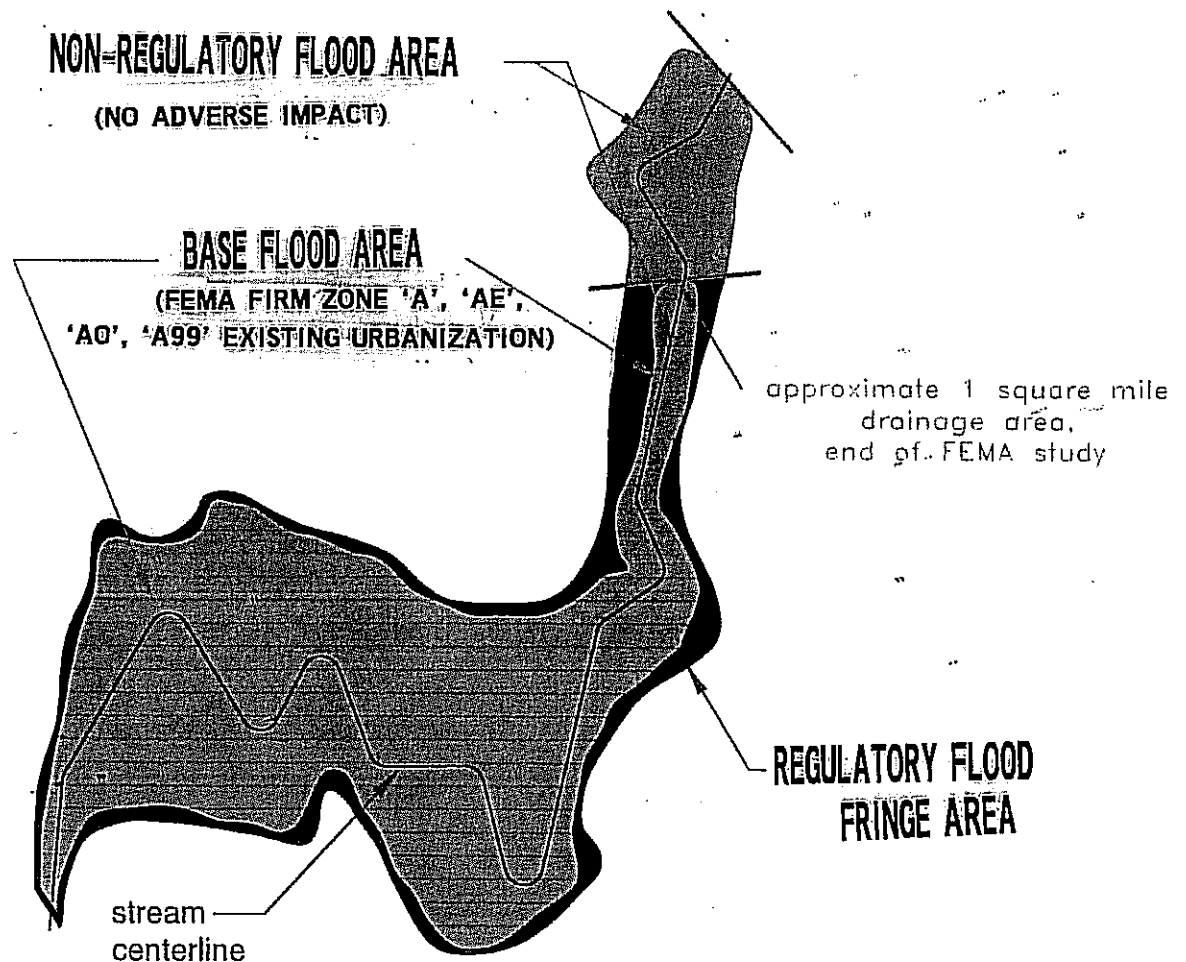 NON-REGULATORY FLOOD AREA
(NO ADVERSE IMPACT)
BASE FLOOD AREA
(FEMA FIRM ZONE 'A', 'AE',
'AO', 'A99' EXISTING URBANIZATION)
approximate 1 square mile
drainage area,
end of FEMA study
REGULATORY FLOOD
FRINGE AREA
stream
centerline